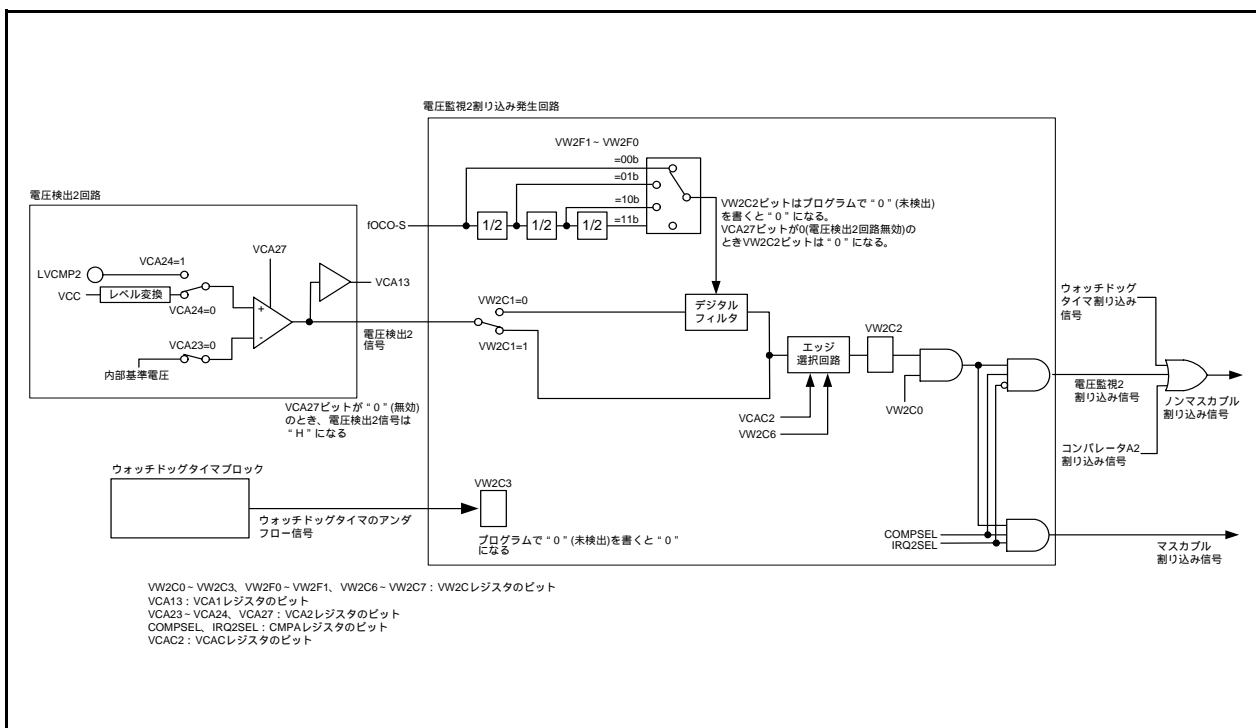 電圧監視2割り込み発生回路
VW2F1~VW2F0
=00b
=01b
=10b
=11b
fOCO-S
1/2
1/2
1/2
VW2C2ビットはプログラムで“0”(未検出)
を書くと“0”になる。
VCA27ビットが0(電圧検出2回路無効)の
ときVW2C2ビットは“0”になる。
電圧検出2回路
VCA27
LVCMP2
VCA24=1
VCC
レベル変換
VCA24=0
+
-
VCA13
VCA23=0
内部基準電圧
電圧検出2
信号
VCA27ビットが“0”(無効)
のとき、電圧検出2信号は
“H”になる
VW2C1=0
VW2C1=1
デジタル
フィルタ
エッジ
選択回路
VW2C2
VCAC2
VW2C6
VW2C0
ウォッチドッグ
タイマ割り込み
信号
電圧監視2
割り込み信号
ノンマスカブル
割り込み信号
コンパレータA2
割り込み信号
COMPSEL
IRQ2SEL
マスカブル
割り込み信号
ウォッチドッグタイマブロック
ウォッチドッグタイマのアンダ
フロー信号
VW2C3
プログラムで“0”(未検出)を書くと“0”
になる
VW2C0~VW2C3、VW2F0~VW2F1、VW2C6~VW2C7:VW2Cレジスタのビット
VCA13:VCA1レジスタのビット
VCA23~VCA24、VCA27:VCA2レジスタのビット
COMPSEL、IRQ2SEL:CMPAレジスタのビット
VCAC2:VCACレジスタのビット